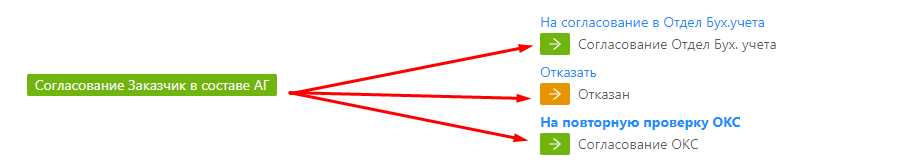 На согласование в Отдел Бух.учета
Согласование Отдел Бух. учета
Согласование Заказчик в составе АГ
Отказать
Отказан
На повторную проверку ОКС
Согласование ОКС